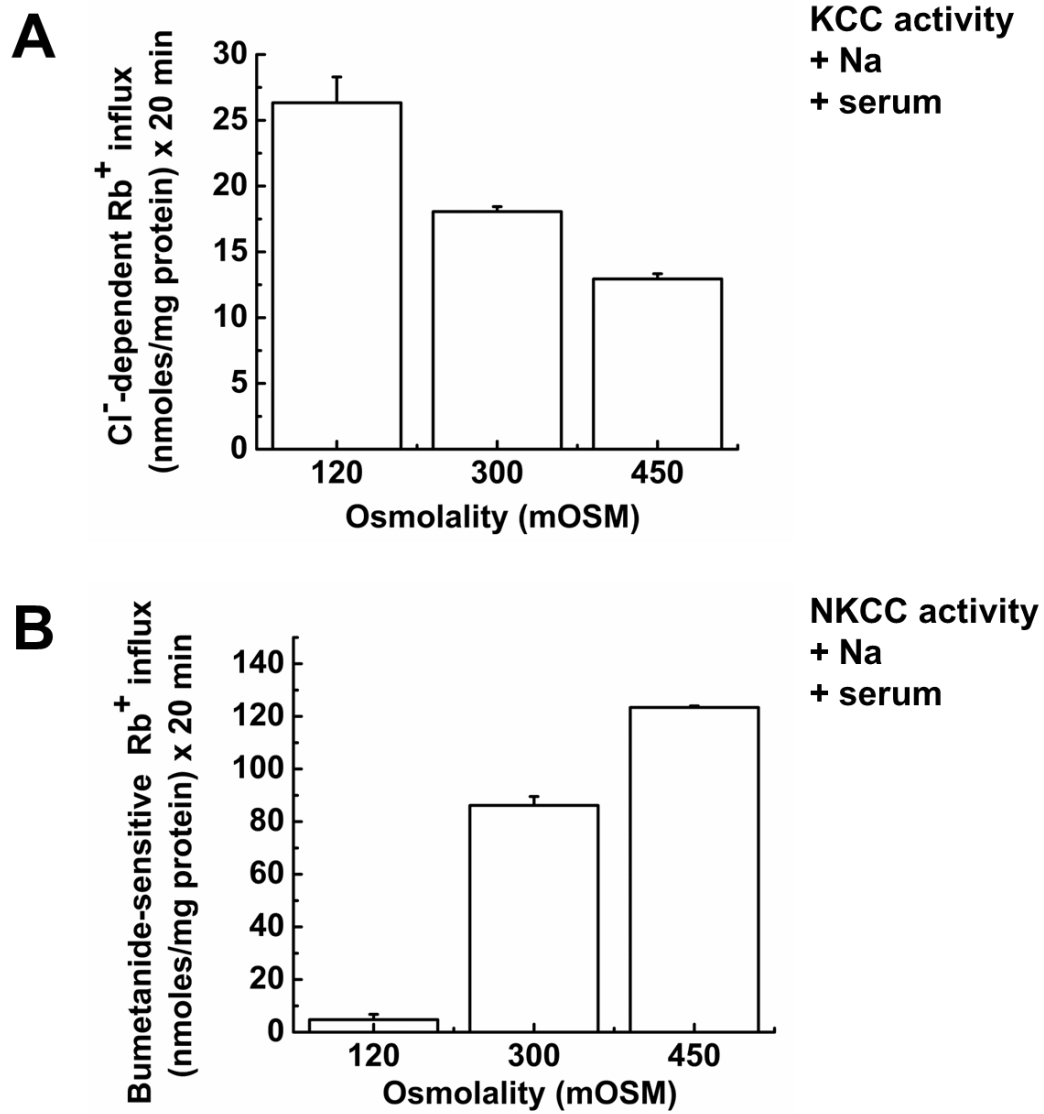 A
KCC activity
+ Na
+ serum
Cl⁻-dependent Rb⁺ influx
(nmoles/mg protein) x 20 min
30
25
20
15
10
5
0
120 300 450
Osmolality (mOSM)
B
NKCC activity
+ Na
+ serum
Bumetanide-sensitive Rb⁺ influx
(nmoles/mg protein) x 20 min
140
120
100
80
60
40
20
0
120 300 450
Osmolality (mOSM)